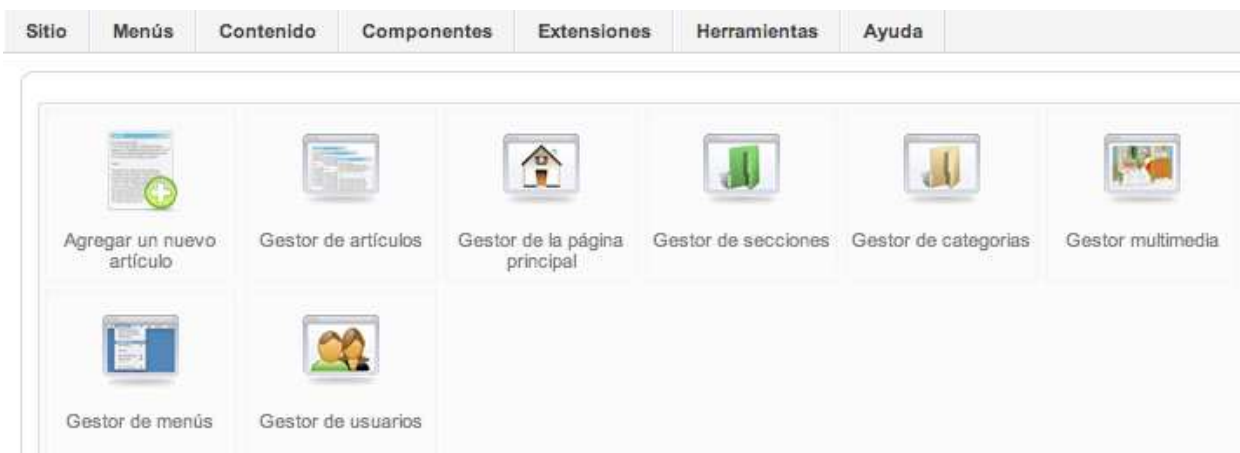 Sitio Menús Contenido Componentes Extensiones Herramientas Ayuda
Agregar un nuevo
artículo
Gestor de artículos
Gestor de la página
principal
Gestor de secciones
Gestor de categorias
Gestor multimedia
Gestor de menús
Gestor de usuarios